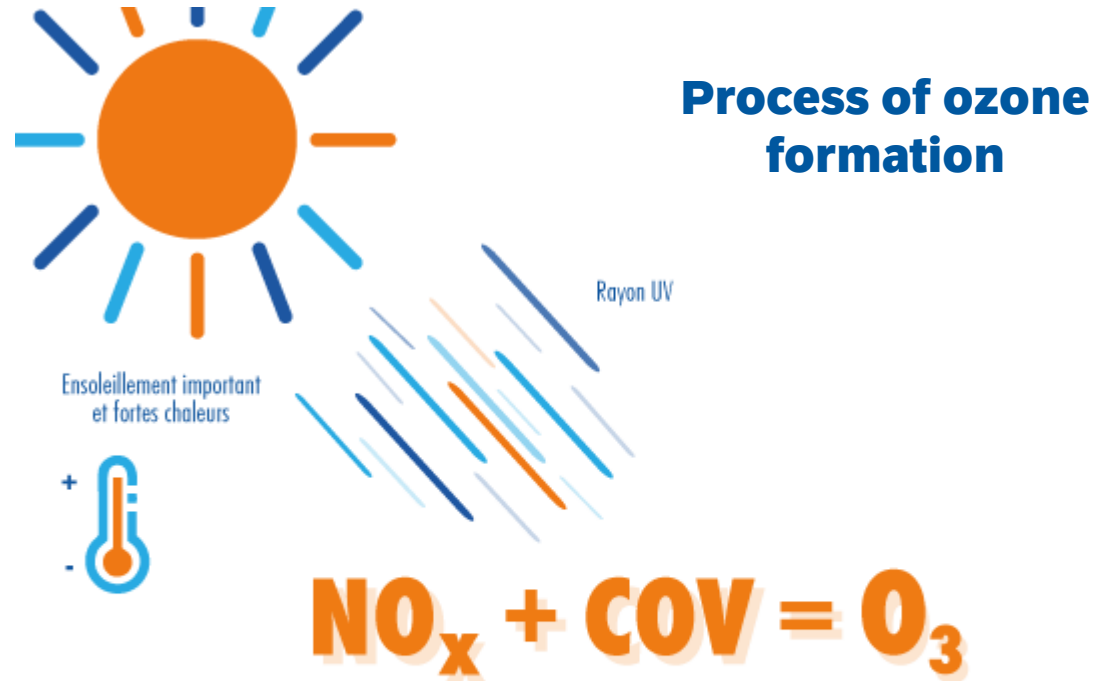 Process of ozone
formation
Rayon UV
Ensoleillement important
et fortes chaleurs
+
-
NOₓ + COV = O₃